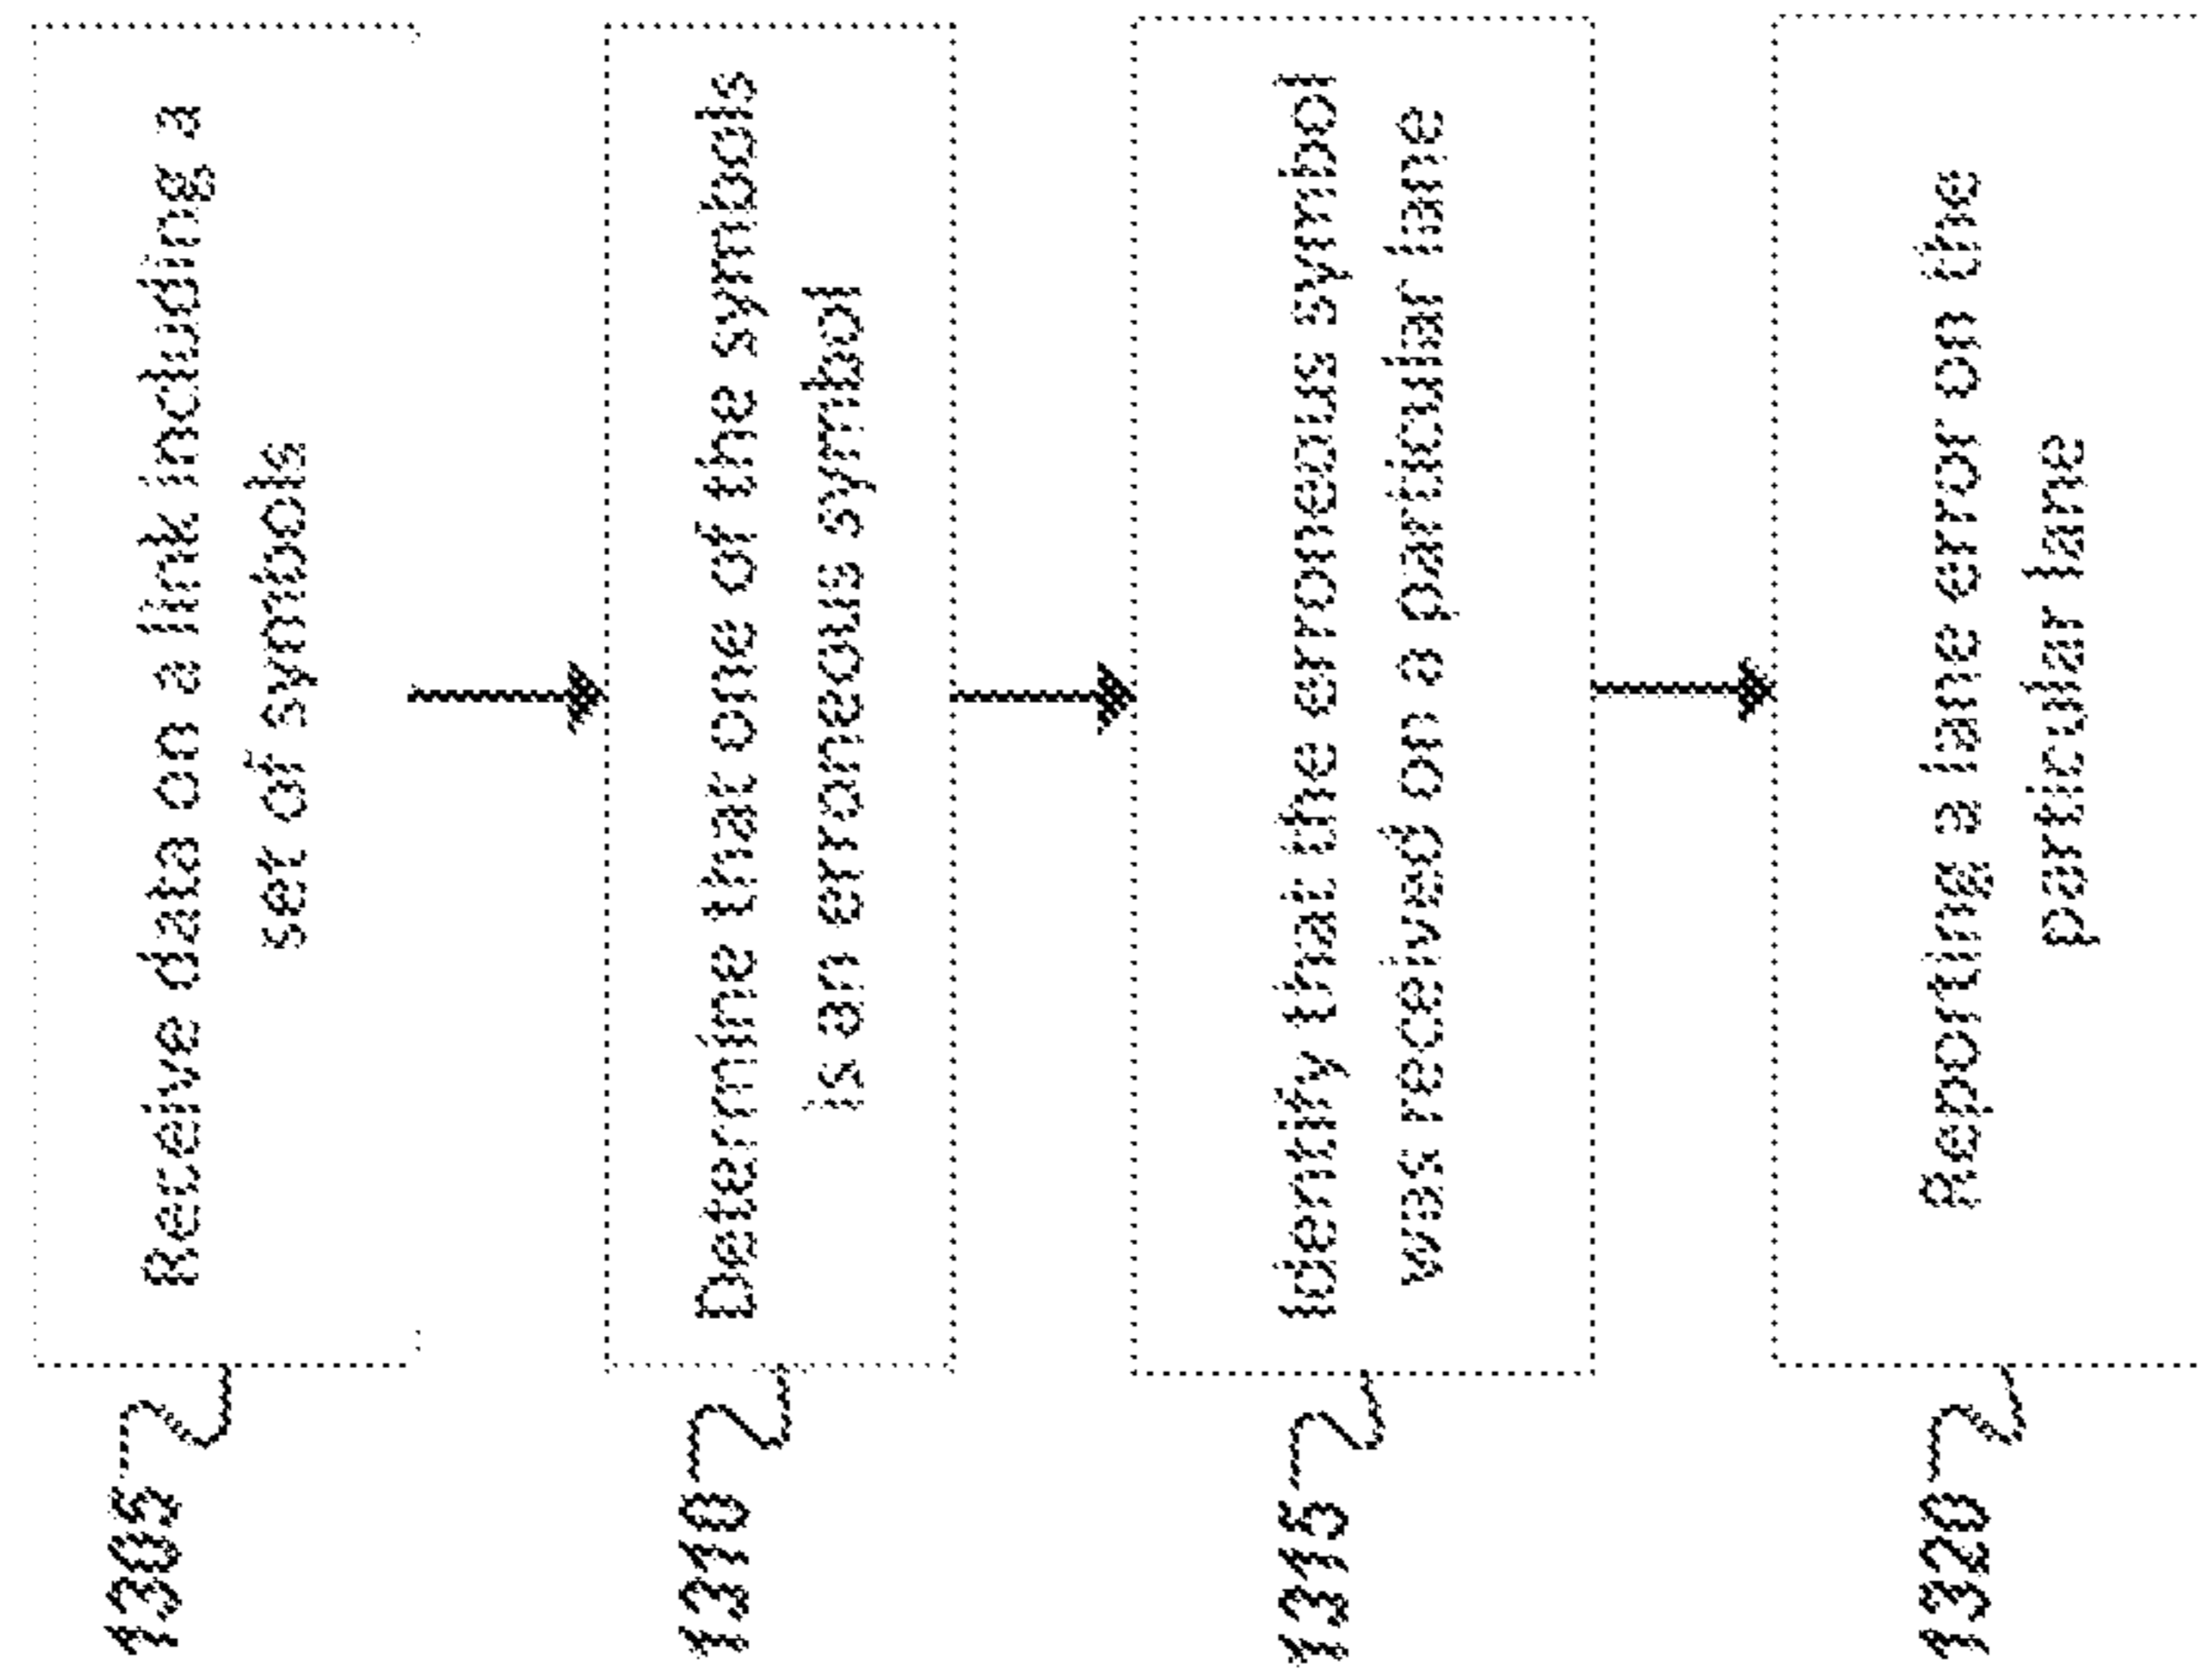 1305
Receive data on a link including a
set of symbols
1310
Determine that one of the symbols
is an erroneous symbol
1315
Identify that the erroneous symbol
was received on a particular lane
1320
Reporting a lane error on the
particular lane